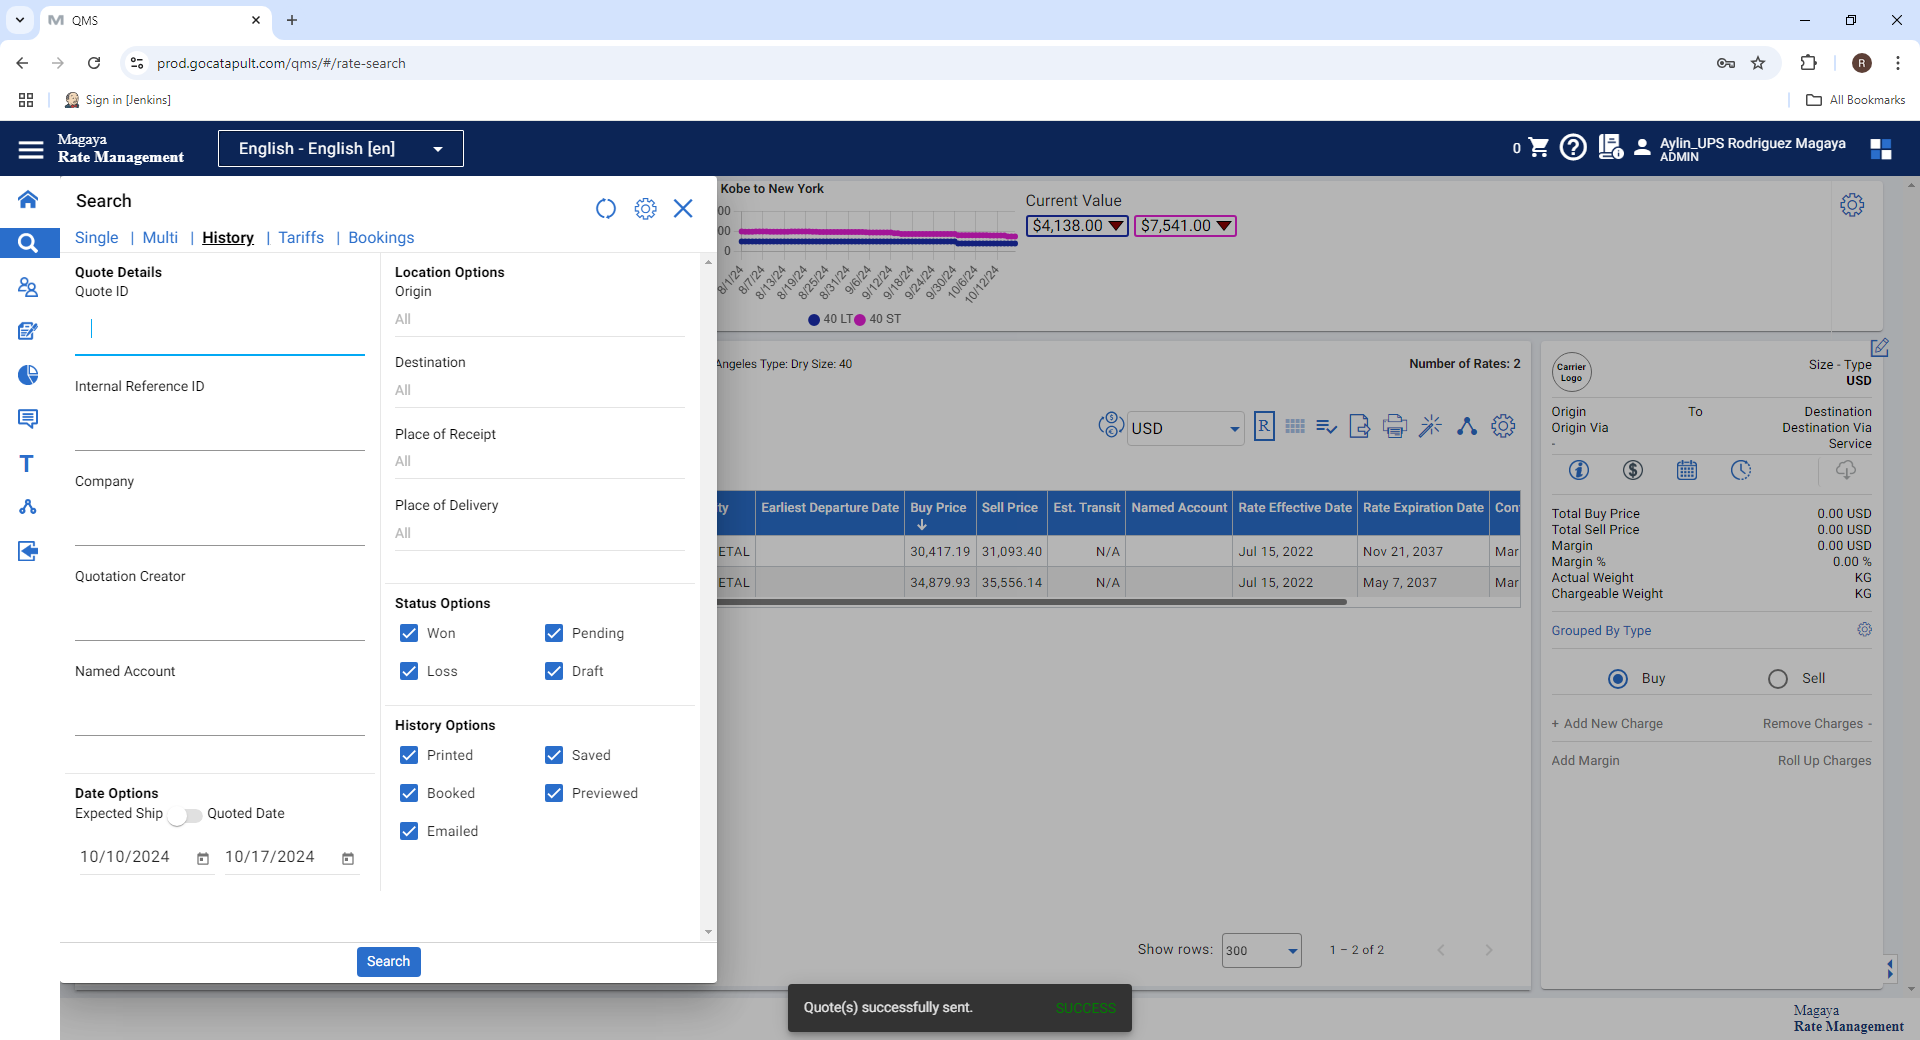 QMS
prod.gocatapult.com/qms/#/rate-search
R
Sign in [Jenkins]
All Bookmarks
Magaya
Rate Management
English - English [en]
0
Aylin_UPS Rodriguez Magaya
ADMIN
Search
Single | Multi | History | Tariffs | Bookings
Quote Details
Quote ID
Internal Reference ID
Company
Quotation Creator
Named Account
Date Options
Expected Ship Quoted Date
10/10/2024 10/17/2024
Location Options
Origin
All
Destination
All
Place of Receipt
All
Place of Delivery
All
Status Options
Won Pending
Loss Draft
History Options
Printed Saved
Booked Previewed
Emailed
Search
Kobe to New York
00
00
0
8/1/24 8/7/24 8/13/24 8/19/24 8/25/24 8/31/24 9/6/24 9/12/24 9/18/24 9/24/24 9/30/24 10/6/24 10/12/24
40 LT 40 ST
Current Value
$4,138.00 $7,541.00
Angeles Type: Dry Size: 40
Number of Rates: 2
USD
R
ty Earliest Departure Date Buy Price Sell Price Est. Transit Named Account Rate Effective Date Rate Expiration Date Con
ETAL 30,417.19 31,093.40 N/A Jul 15, 2022 Nov 21, 2037 Mar
ETAL 34,879.93 35,556.14 N/A Jul 15, 2022 May 7, 2037 Mar
Show rows: 300 1 – 2 of 2
Carrier
Logo
Size - Type
USD
Origin To Destination
Origin Via Destination Via
- Service
Total Buy Price 0.00 USD
Total Sell Price 0.00 USD
Margin 0.00 USD
Margin % 0.00 %
Actual Weight KG
Chargeable Weight KG
Grouped By Type
Buy Sell
+ Add New Charge Remove Charges -
Add Margin Roll Up Charges
Quote(s) successfully sent. SUCCESS
Magaya
Rate Management